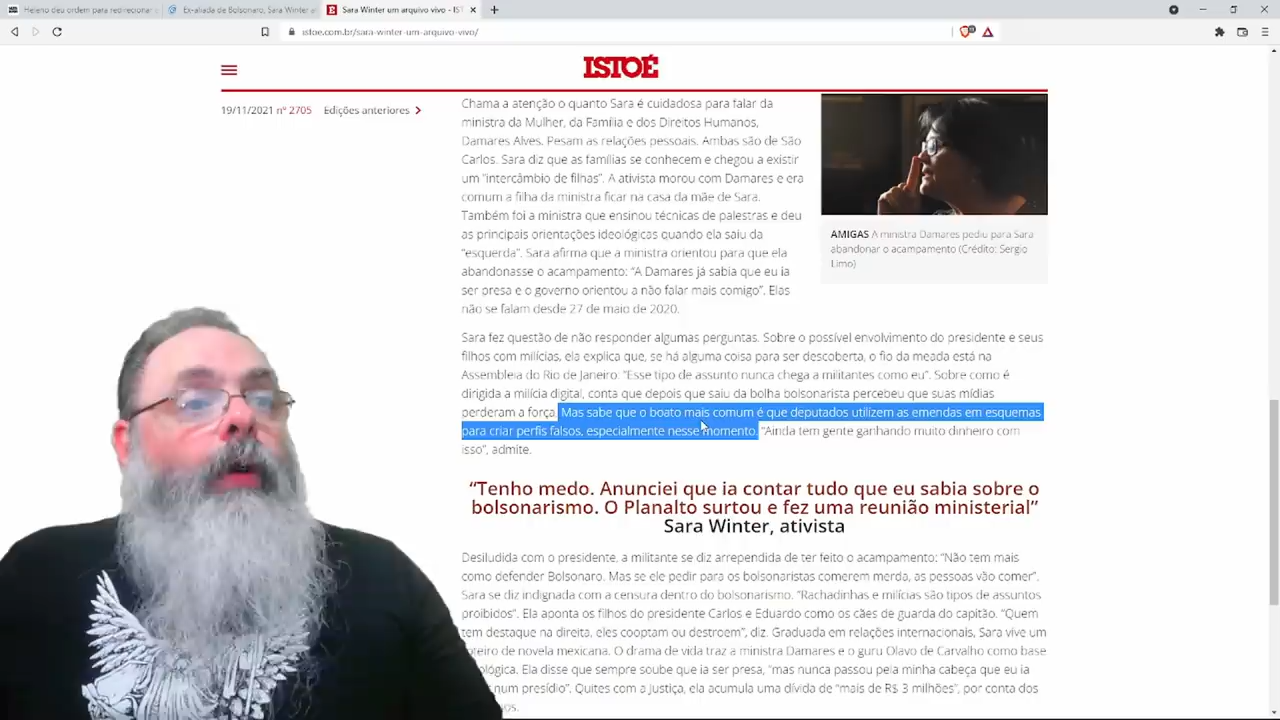 Heleno deu ordem para redirecionar
Ex-aliada de Bolsonaro, Sara Winter a
Sara Winter um arquivo vivo - IST
istoe.com.br/sara-winter-um-arquivo-vivo/
ISTOÉ
19/11/2021 nº 2705 Edições anteriores
Chama a atenção o quanto Sara é cuidadosa para falar da
ministra da Mulher, da Família e dos Direitos Humanos,
Damares Alves. Pesam as relações pessoais. Ambas são de São
Carlos. Sara diz que as famílias se conhecem e chegou a existir
um "intercâmbio de filhas". A ativista morou com Damares e era
comum a filha da ministra ficar na casa da mãe de Sara.
Também foi a ministra que ensinou técnicas de palestras e deu
as principais orientações ideológicas quando ela saiu da
"esquerda". Sara afirma que a ministra orientou para que ela
abandonasse o acampamento: "A Damares já sabia que eu ia
ser presa e o governo orientou a não falar mais comigo". Elas
não se falam desde 27 de maio de 2020.
AMIGAS A ministra Damares pediu para Sara
abandonar o acampamento (Crédito: Sergio
Limo)
Sara fez questão de não responder algumas perguntas. Sobre o possível envolvimento do presidente e seus
filhos com milícias, ela explica que, se há alguma coisa para ser descoberta, o fio da meada está na
Assembleia do Rio de Janeiro: "Esse tipo de assunto nunca chega a militantes como eu". Sobre como é
dirigida a milícia digital, conta que depois que saiu da bolha bolsonarista percebeu que suas mídias
perderam a força. Mas sabe que o boato mais comum é que deputados utilizem as emendas em esquemas
para criar perfis falsos, especialmente nesse momento. "Ainda tem gente ganhando muito dinheiro com
isso", admite.
"Tenho medo. Anunciei que ia contar tudo que eu sabia sobre o
bolsonarismo. O Planalto surtou e fez uma reunião ministerial"
Sara Winter, ativista
Desiludida com o presidente, a militante se diz arrependida de ter feito o acampamento: "Não tem mais
como defender Bolsonaro. Mas se ele pedir para os bolsonaristas comerem merda, as pessoas vão comer".
Sara se diz indignada com a censura dentro do bolsonarismo. "Rachadinhas e milícias são tipos de assuntos
proibidos". Ela aponta os filhos do presidente Carlos e Eduardo como os cães de guarda do capitão. "Quem
tem destaque na direita, eles cooptam ou destroem", diz. Graduada em relações internacionais, Sara vive um
roteiro de novela mexicana. O drama de vida traz a ministra Damares e o guru Olavo de Carvalho como base
ológica. Ela disse que sempre soube que ia ser presa, "mas nunca passou pela minha cabeça que eu ia
num presídio". Quites com a Justiça, ela acumula uma dívida de "mais de R$ 3 milhões", por conta dos